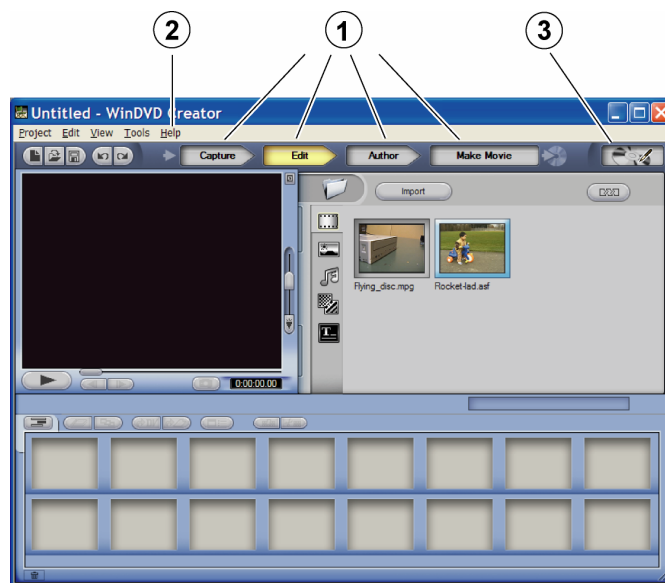 2 1 3
Untitled - WinDVD Creator
Project Edit View Tools Help
Capture Edit Author Make Movie
Import
Flying_disc.mpg Rocket-lad.asf
T
0:00:00.00